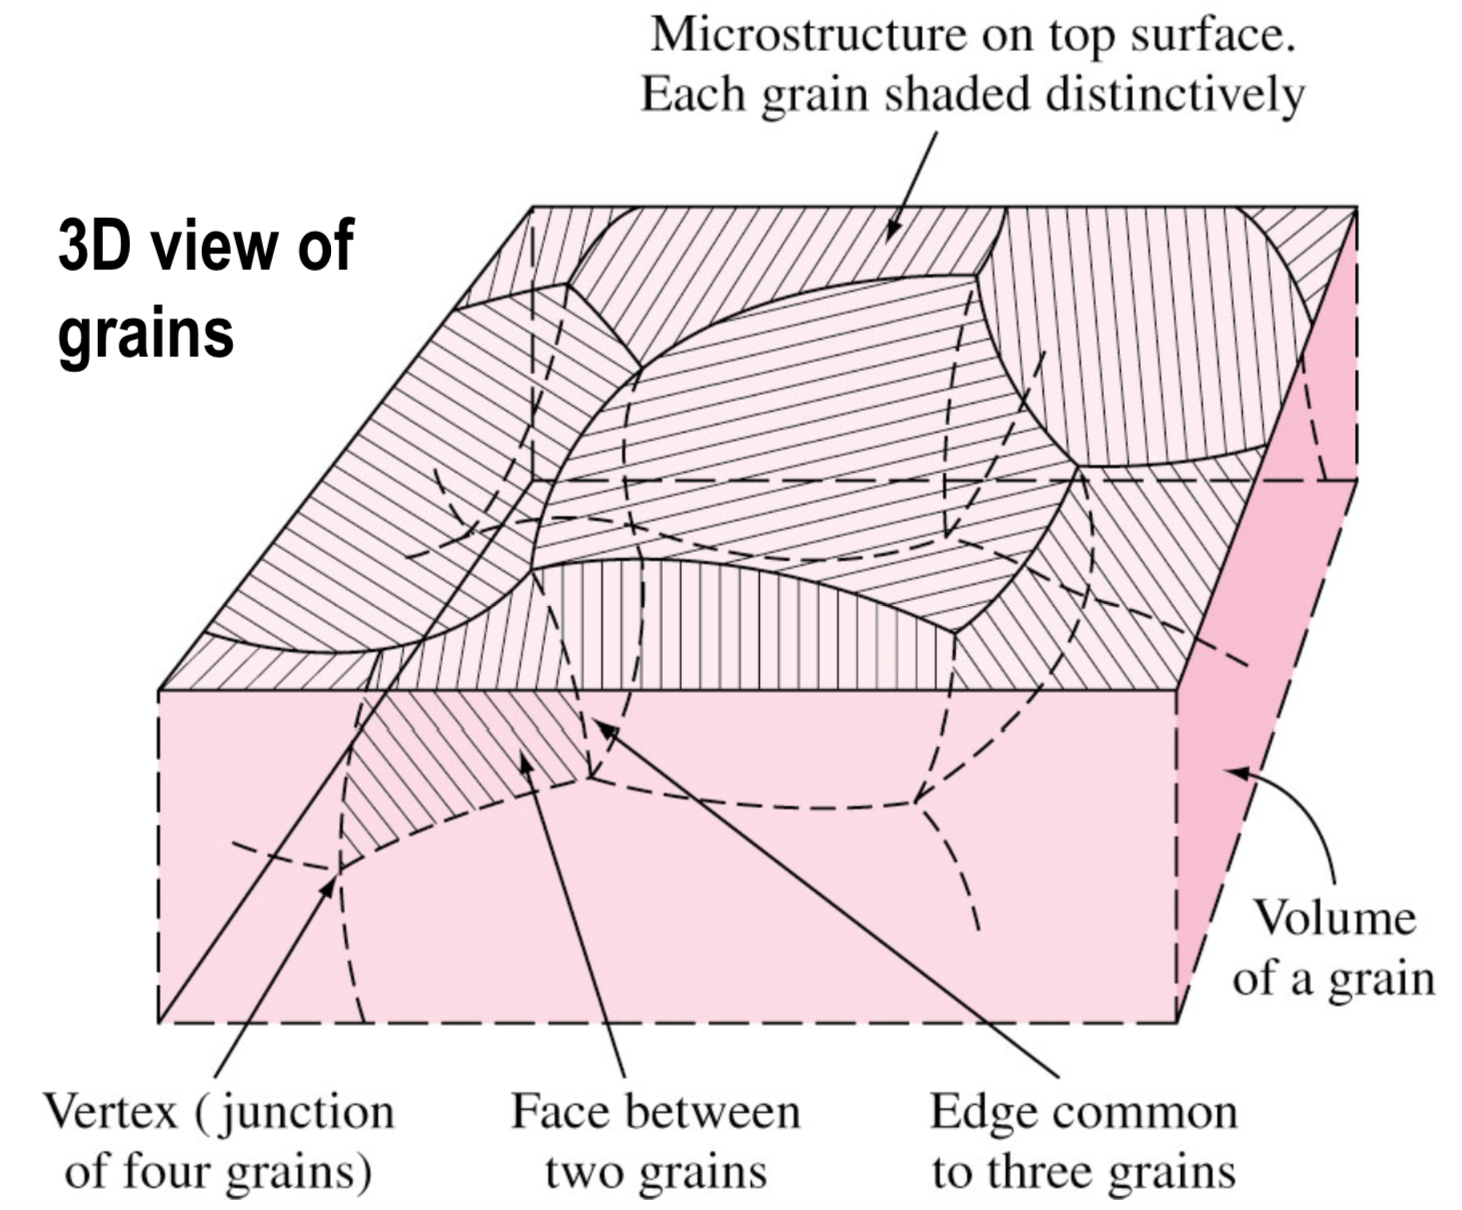 Microstructure on top surface.
Each grain shaded distinctively
3D view of
grains
Volume
of a grain
Vertex (junction
of four grains)
Face between
two grains
Edge common
to three grains